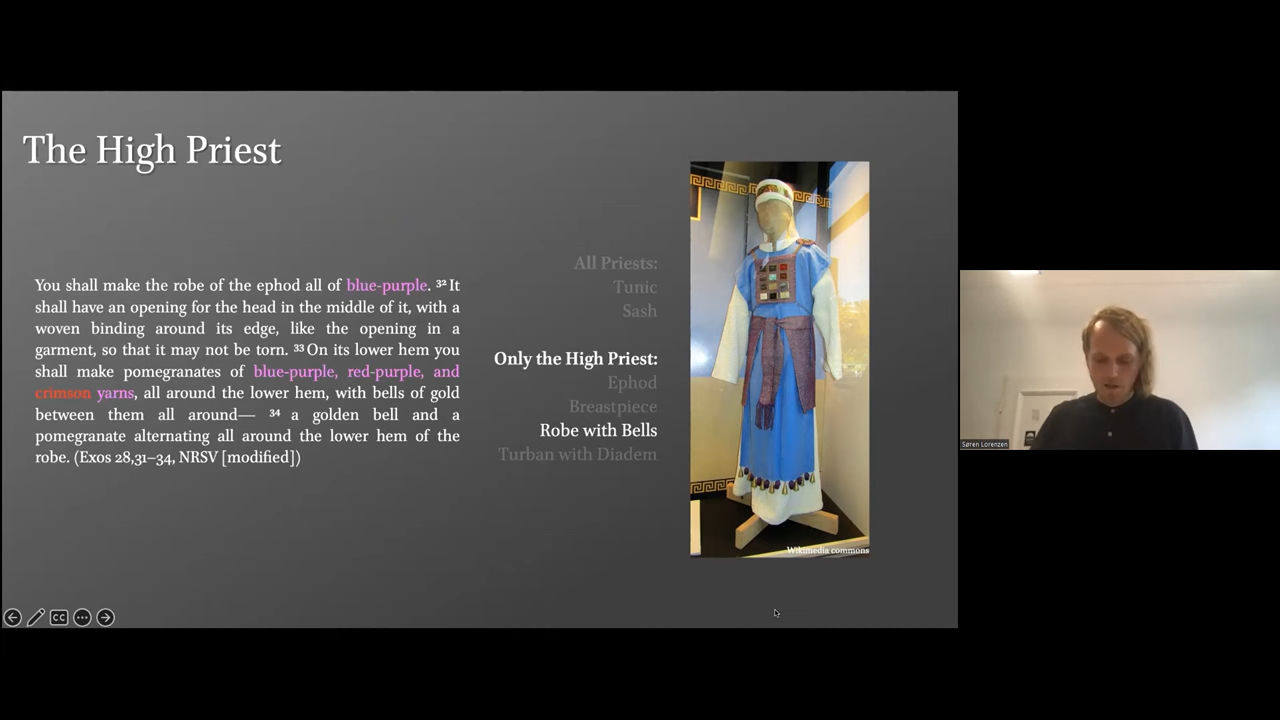 The High Priest
You shall make the robe of the ephod all of blue-purple. ³² It
shall have an opening for the head in the middle of it, with a
woven binding around its edge, like the opening in a
garment, so that it may not be torn. ³³ On its lower hem you
shall make pomegranates of blue-purple, red-purple, and
crimson yarns, all around the lower hem, with bells of gold
between them all around— ³⁴ a golden bell and a
pomegranate alternating all around the lower hem of the
robe. (Exos 28,31–34, NRSV [modified])
All Priests:
Tunic
Sash
Only the High Priest:
Ephod
Breastpiece
Robe with Bells
Turban with Diadem
Wikimedia commons
CC
Søren Lorenzen